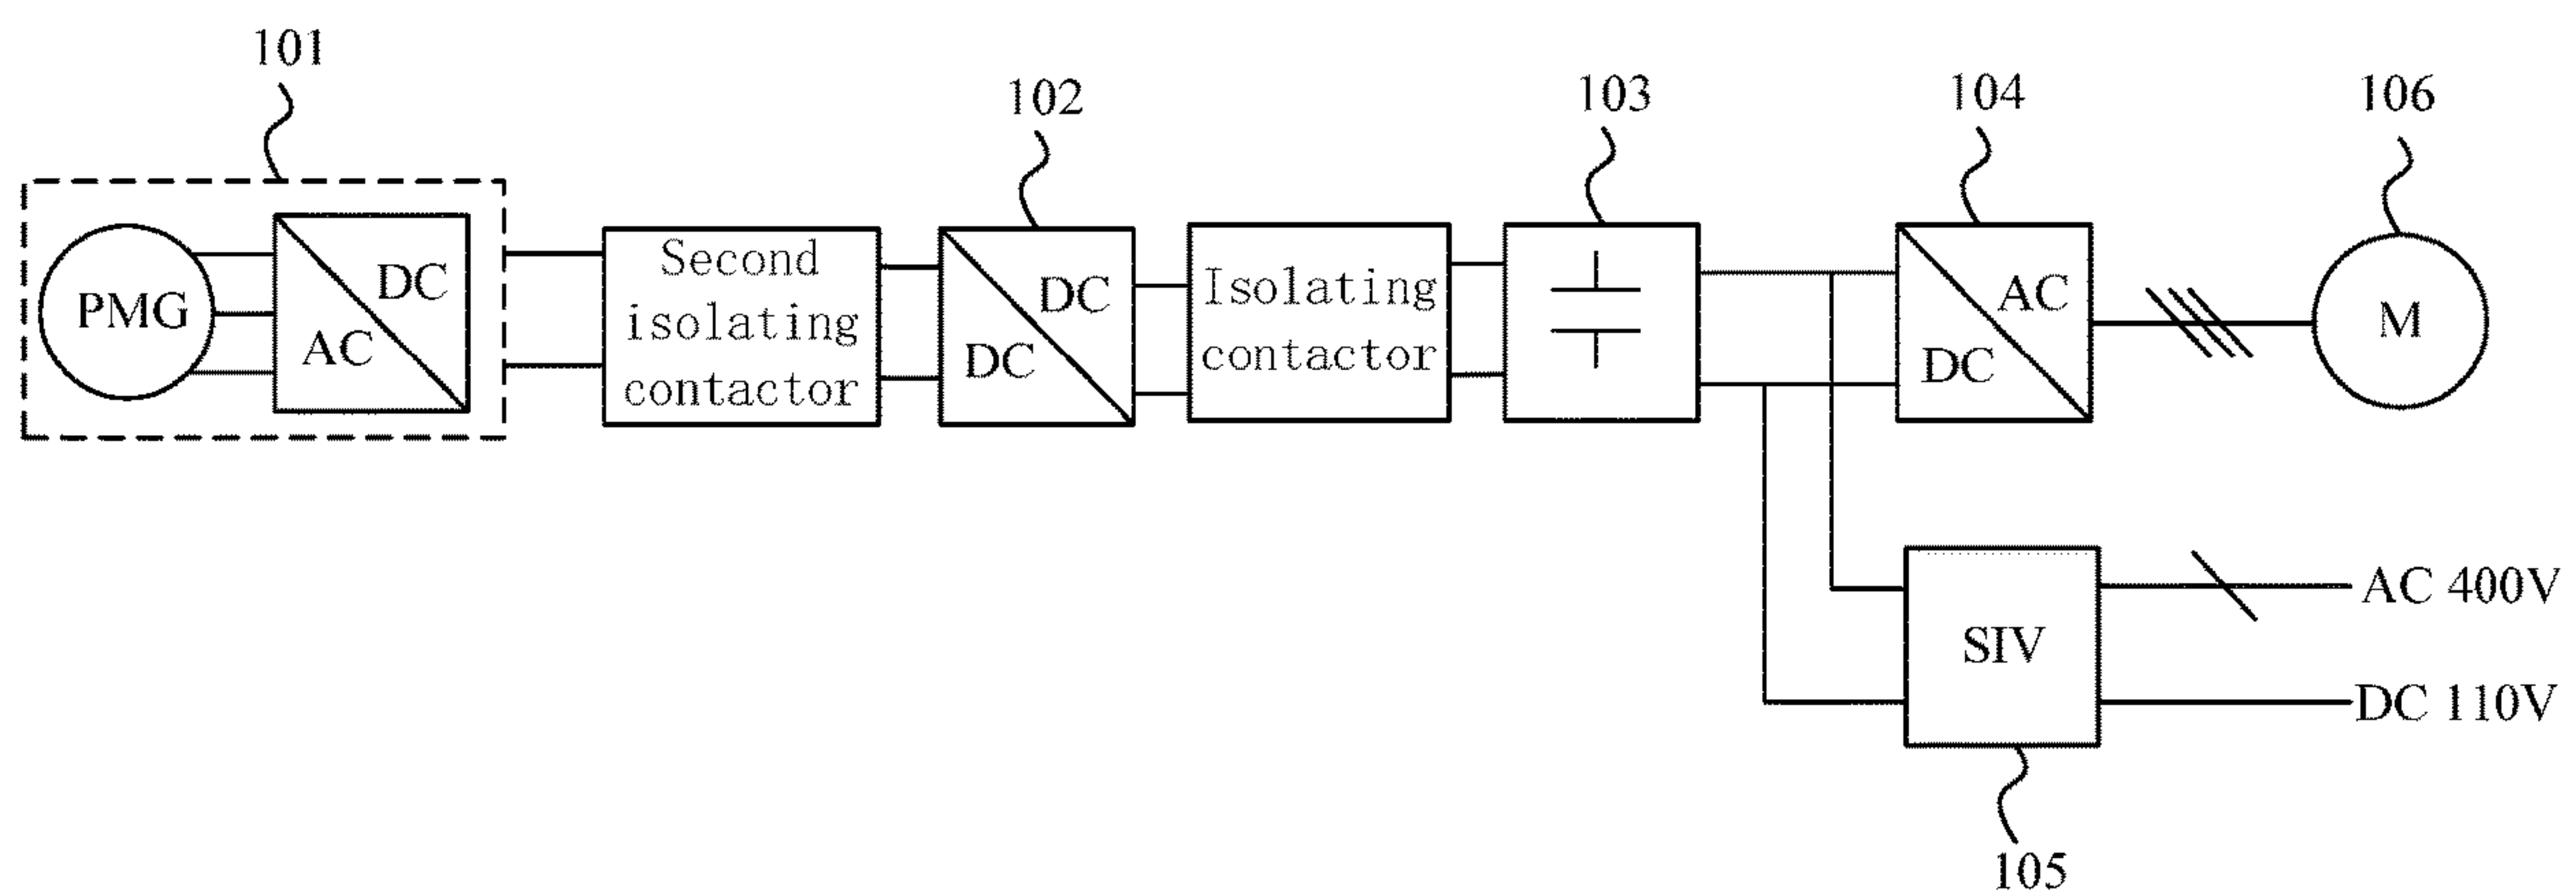 101
102
103
104
106
PMG
AC
DC
Second
isolating
contactor
DC
DC
Isolating
contactor
DC
AC
M
SIV
AC 400V
DC 110V
105